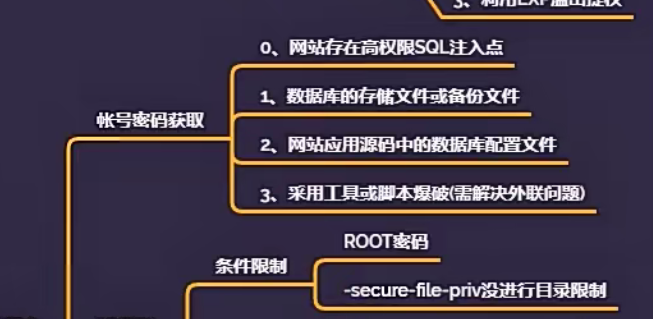 3、利用EXP溢出提权
0、网站存在高权限SQL注入点
1、数据库的存储文件或备份文件
帐号密码获取
2、网站应用源码中的数据库配置文件
3、采用工具或脚本爆破(需解决外联问题)
ROOT密码
条件限制
-secure-file-priv没进行目录限制